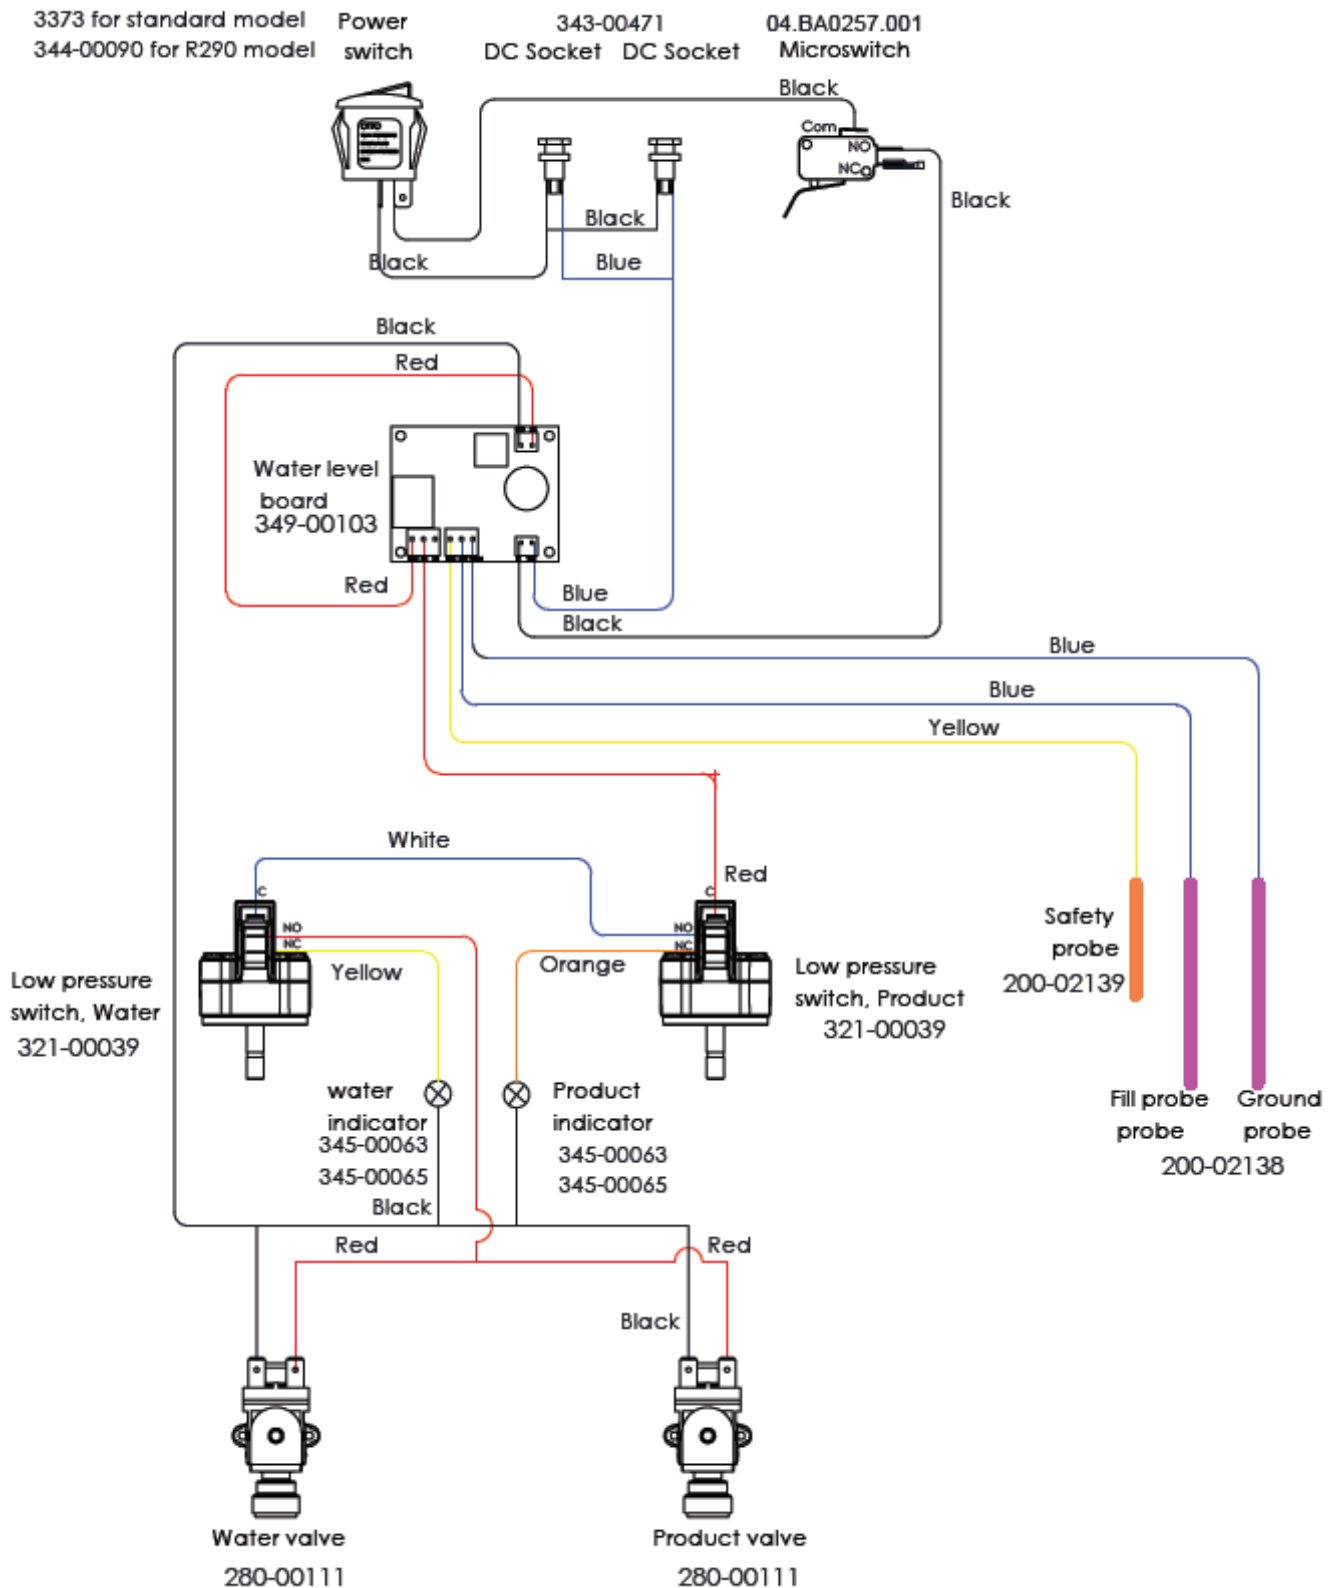 3373 for standard model
344-00090 for R290 model
Power
switch
343-00471
DC Socket
DC Socket
04.BA0257.001
Microswitch
Black
Com
NO
NC
Black
Black
Black
Blue
Black
Red
Water level
board
349-00103
Red
Blue
Black
Blue
Blue
Yellow
White
Red
C
C
NO
NC
NO
NC
Yellow
Orange
Low pressure
switch, Water
321-00039
Low pressure
switch, Product
321-00039
Safety
probe
200-02139
water
indicator
345-00063
345-00065
Product
indicator
345-00063
345-00065
Fill probe
probe
Ground
probe
200-02138
Black
Red
Red
Black
Water valve
280-00111
Product valve
280-00111